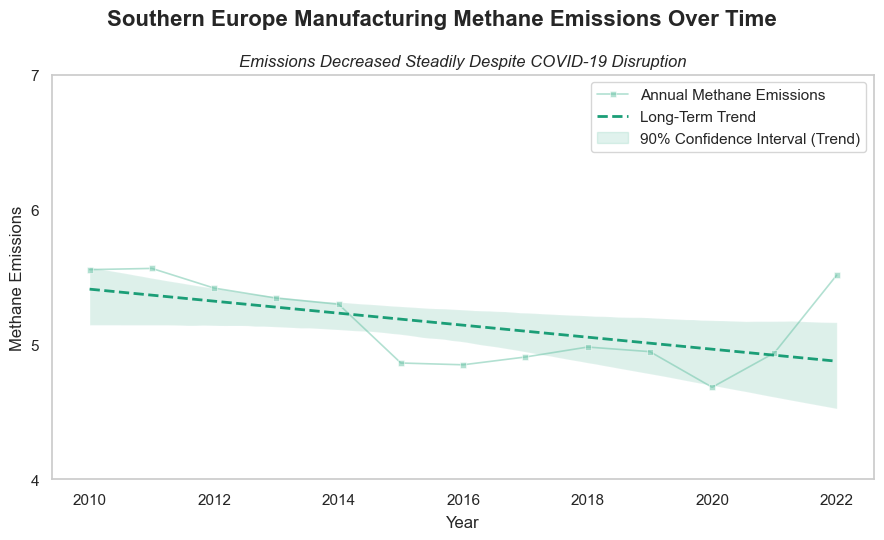 Southern Europe Manufacturing Methane Emissions Over Time
Emissions Decreased Steadily Despite COVID-19 Disruption
Annual Methane Emissions
Long-Term Trend
90% Confidence Interval (Trend)
Methane Emissions
7
6
5
4
2010 2012 2014 2016 2018 2020 2022
Year